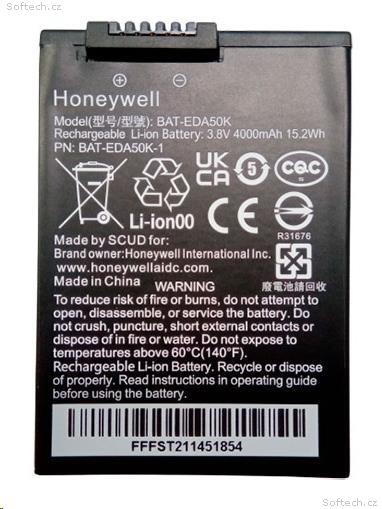 Softech.cz
Honeywell
Model(型号/型號): BAT-EDA50K
Rechargeable Li-ion Battery: 3.8V 4000mAh 15.2Wh
PN: BAT-EDA50K-1
UK
CA
5
CQC
Li-ion00
R31676
Made by SCUD for:
Brand owner: Honeywell International Inc.
www.honeywellaidc.com
Made in China
廢電池請回收
WARNING
To reduce risk of fire or burns, do not attempt to
open, disassemble, or service the battery pack.
Do not crush, puncture, short external contacts or
dispose of in fire or water. Do not expose to
temperatures above 60°C(140°F).
Rechargeable Li-ion Battery. Recycle or dispose
of properly. Read instructions in operating guide
before using the battery.
FFFST211451854
Softech.cz